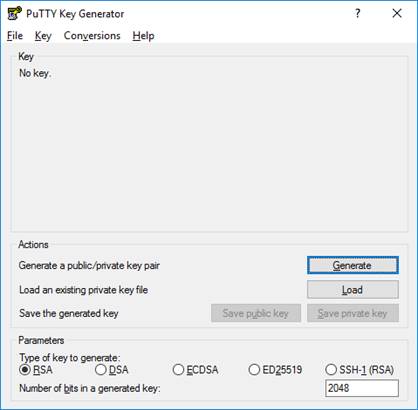 PuTTY Key Generator
File Key Conversions Help
Key
No key.
Actions
Generate a public/private key pair Generate
Load an existing private key file Load
Save the generated key Save public key Save private key
Parameters
Type of key to generate:
RSA DSA ECDSA ED25519 SSH-1 (RSA)
Number of bits in a generated key: 2048